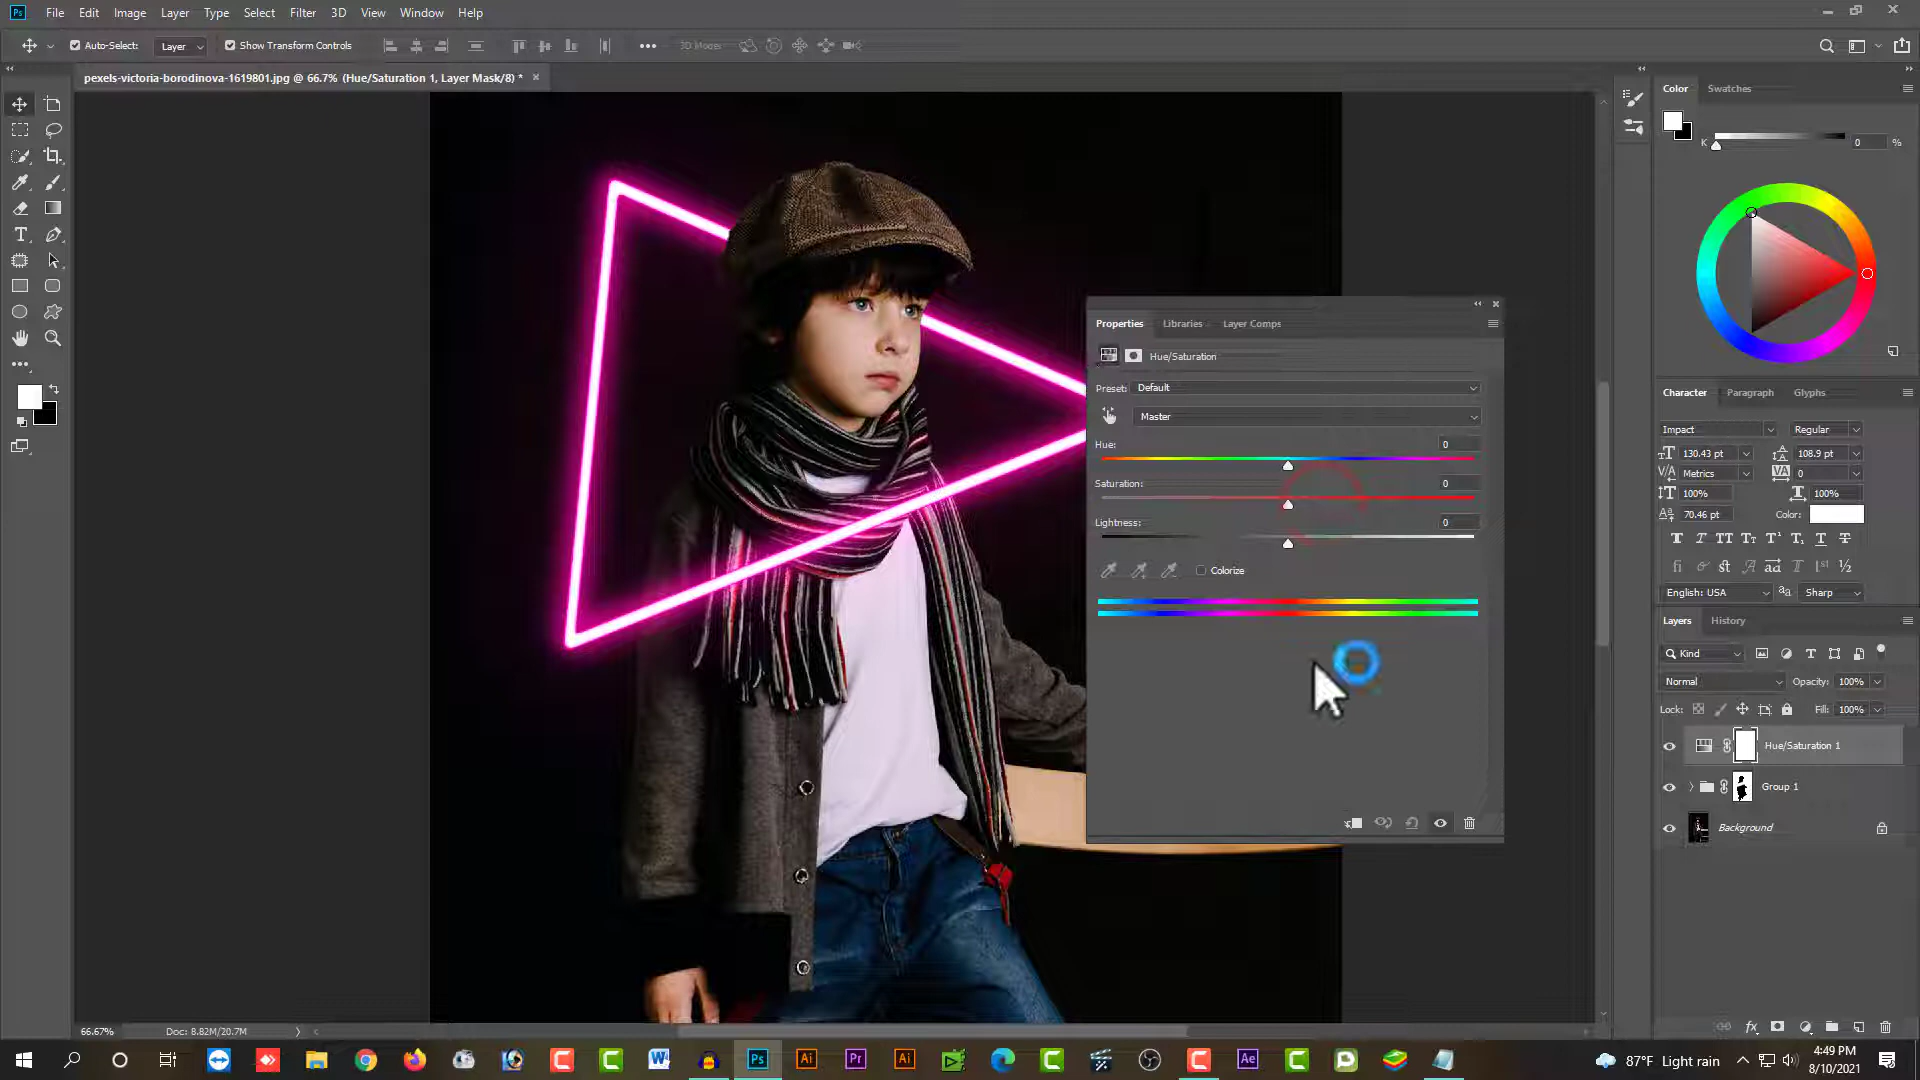 Ps File Edit Image Layer Type Select Filter 3D View Window Help
Auto-Select: Layer Show Transform Controls ••• 3D Mode:
pexels-victoria-borodinova-1619801.jpg @ 66.7% (Hue/Saturation 1, Layer Mask/8) *
Color Swatches
K 0 %
Properties Libraries Layer Comps
Hue/Saturation
Preset: Default
Master
Hue: 0
Saturation: 0
Lightness: 0
Colorize
Character Paragraph Glyphs
Impact Regular
130.43 pt 108.9 pt
Metrics 0
100% 100%
70.46 pt Color:
English: USA aa Sharp
Layers History
Kind
Normal Opacity: 100%
Lock: Fill: 100%
Hue/Saturation 1
Group 1
Background
66.67% Doc: 8.82M/20.7M
87°F Light rain
4:49 PM
8/10/2021